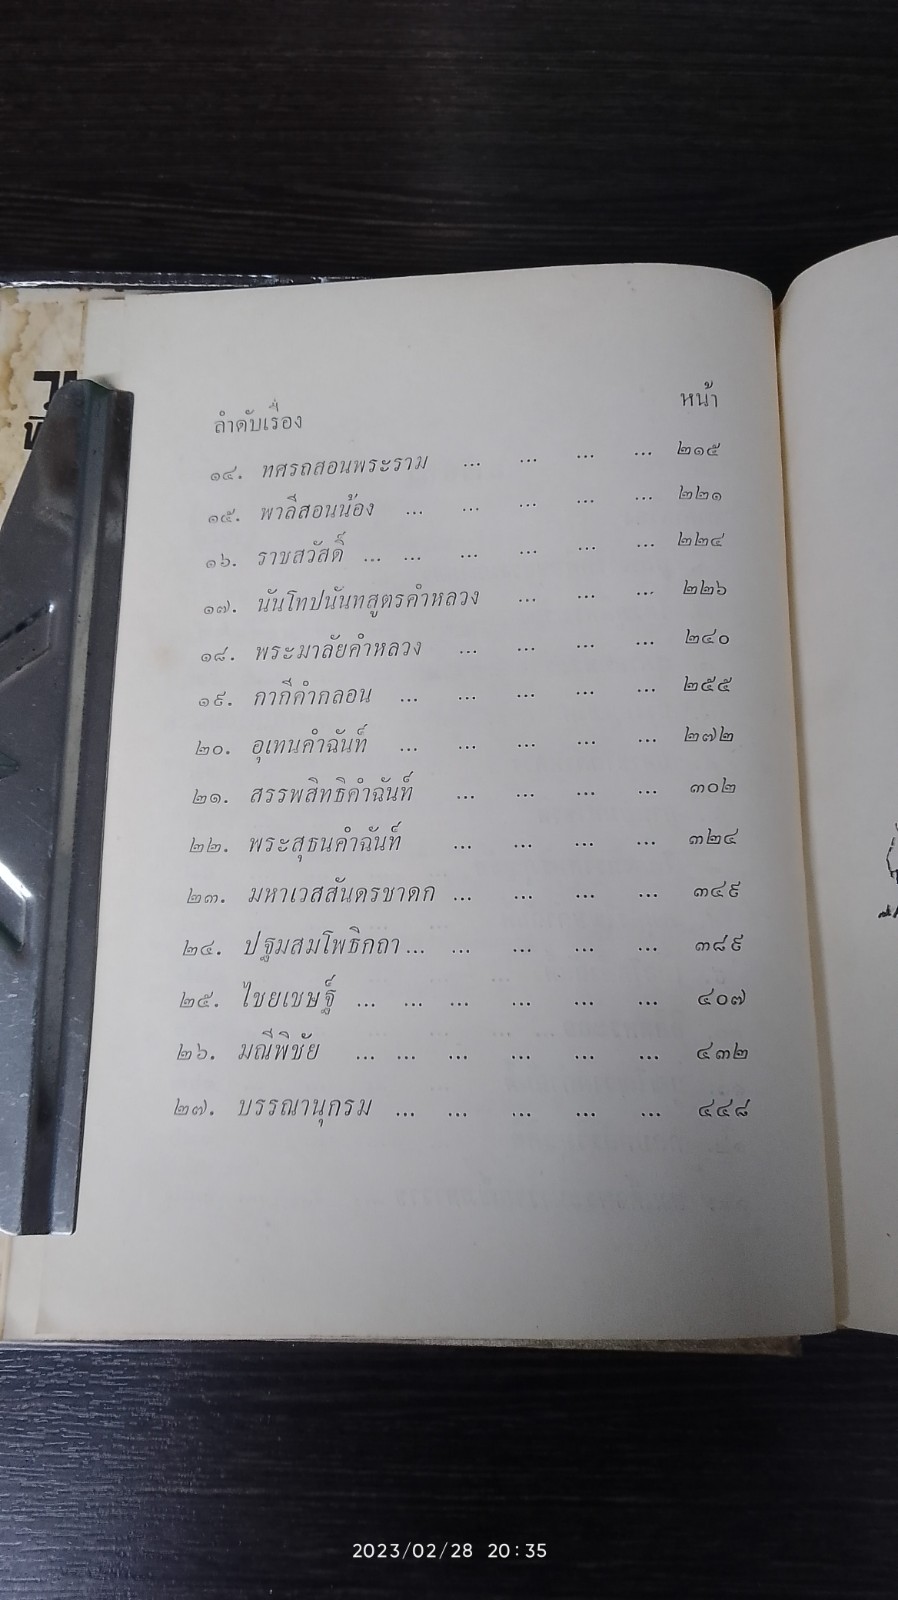 ลำดับเรื่อง หน้า
๑๔. ทศรถสอนพระราม ... ... ... ... ๒๑๕
๑๕. พาลีสอนน้อง ... ... ... ... ... ๒๒๑
๑๖. ราชสวัสดิ์ ... ... ... ... ... ... ๒๒๔
๑๗. นันโทปนันทสูตรคำหลวง ... ... ... ๒๒๖
๑๘. พระมาลัยคำหลวง ... ... ... ... ๒๔๐
๑๙. กากีคำกลอน ... ... ... ... ... ๒๕๕
๒๐. อุเทนคำฉันท์ ... ... ... ... ... ๒๗๒
๒๑. สรรพสิทธิคำฉันท์ ... ... ... ... ๓๐๒
๒๒. พระสุธนคำฉันท์ ... ... ... ... ๓๒๔
๒๓. มหาเวสสันดรชาดก ... ... ... ... ๓๔๙
๒๔. ปฐมสมโพธิกถา ... ... ... ... ... ๓๘๙
๒๕. ไชยเชษฐ์ ... ... ... ... ... ... ๔๐๗
๒๖. มณีพิชัย ... ... ... ... ... ... ๔๓๒
๒๗. บรรณานุกรม ... ... ... ... ... ๔๔๘
2023/02/28 20:35